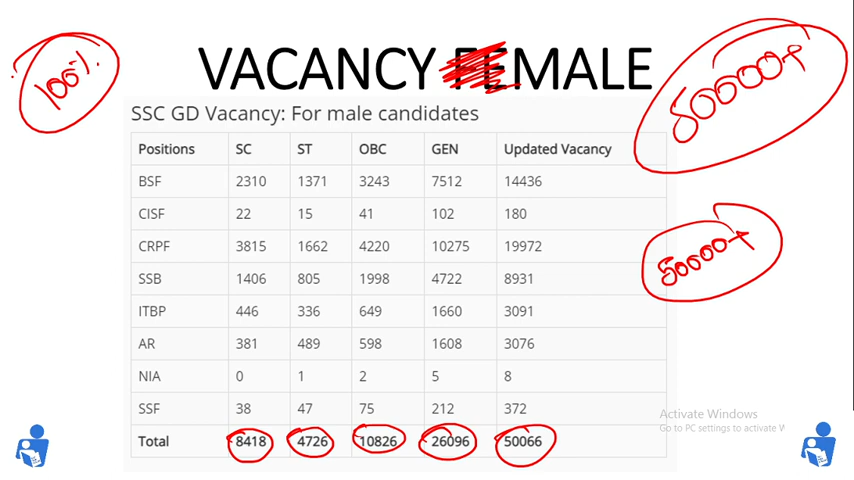 100%
VACANCY FEMALE
50000+
SSC GD Vacancy: For male candidates
Positions SC ST OBC GEN Updated Vacancy
BSF 2310 1371 3243 7512 14436
CISF 22 15 41 102 180
CRPF 3815 1662 4220 10275 19972
50000+
SSB 1406 805 1998 4722 8931
ITBP 446 336 649 1660 3091
AR 381 489 598 1608 3076
NIA 0 1 2 5 8
SSF 38 47 75 212 372
Total 8418 4726 10826 26096 50066
Activate Windows
Go to PC settings to activate W